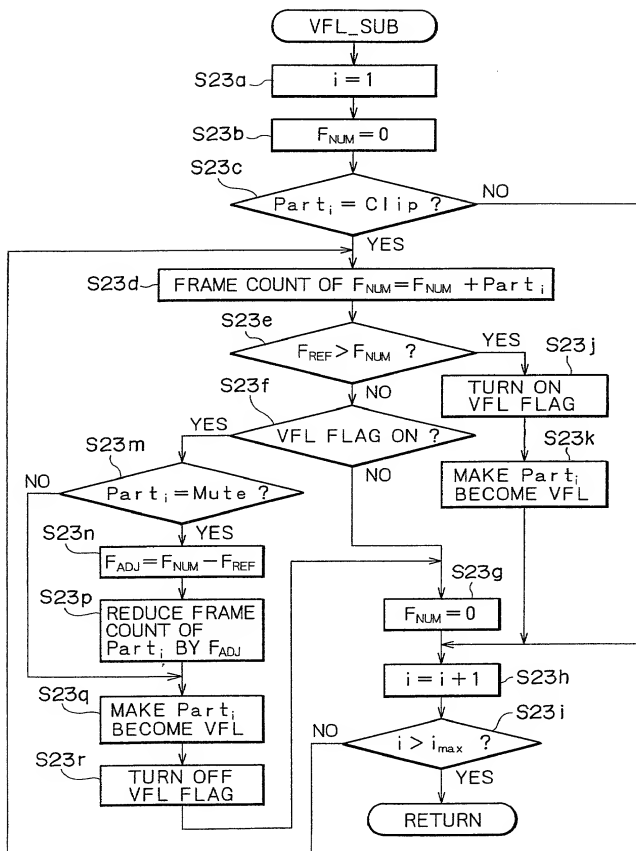 VFL_SUB
S23a
i = 1
S23b
F_NUM = 0
S23c
Part_i = Clip ?
NO
YES
S23d
FRAME COUNT OF F_NUM = F_NUM + Part_i
S23e
F_REF > F_NUM ?
YES
S23j
NO
TURN ON
VFL FLAG
S23f
YES
VFL FLAG ON ?
NO
S23k
MAKE Part_i
BECOME VFL
S23m
NO
Part_i = Mute ?
YES
S23n
F_ADJ = F_NUM − F_REF
S23p
REDUCE FRAME
COUNT OF
Part_i BY F_ADJ
S23g
F_NUM = 0
i = i + 1
S23h
S23q
MAKE Part_i
BECOME VFL
S23i
NO
i > i_max ?
YES
S23r
TURN OFF
VFL FLAG
RETURN